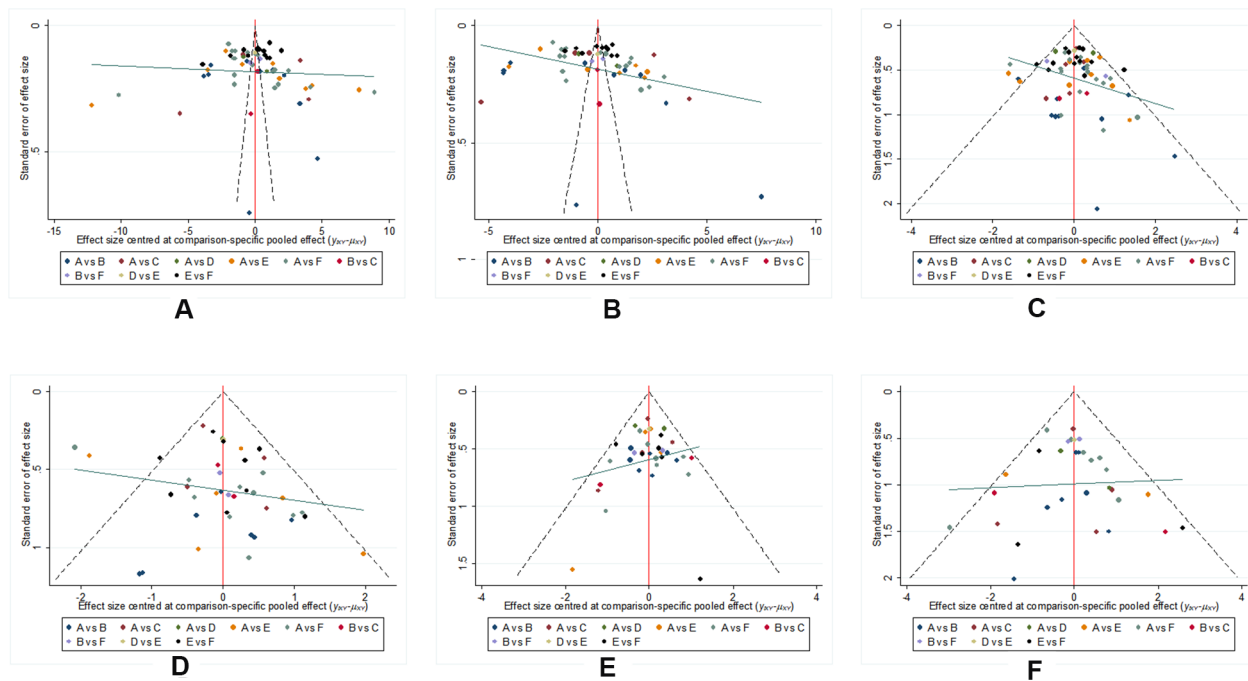 0
.5
Standard error of effect size
-15 -10 -5 0 5 10
Effect size centred at comparison-specific pooled effect (yiXY-μXY)
A vs B A vs C A vs D A vs E A vs F B vs C
B vs F D vs E E vs F
A
0
.5
1
Standard error of effect size
-5 0 5 10
Effect size centred at comparison-specific pooled effect (yiXY-μXY)
A vs B A vs C A vs D A vs E A vs F B vs C
B vs F D vs E E vs F
B
0
.5
1
1.5
2
Standard error of effect size
-4 -2 0 2 4
Effect size centred at comparison-specific pooled effect (yiXY-μXY)
A vs B A vs C A vs D A vs E A vs F B vs C
B vs F D vs E E vs F
C
0
.5
1
Standard error of effect size
-2 -1 0 1 2
Effect size centred at comparison-specific pooled effect (yiXY-μXY)
A vs B A vs C A vs D A vs E A vs F B vs C
B vs F D vs E E vs F
D
0
.5
1
1.5
Standard error of effect size
-4 -2 0 2 4
Effect size centred at comparison-specific pooled effect (yiXY-μXY)
A vs B A vs C A vs D A vs E A vs F B vs C
B vs F D vs E E vs F
E
0
.5
1
1.5
2
Standard error of effect size
-4 -2 0 2 4
Effect size centred at comparison-specific pooled effect (yiXY-μXY)
A vs B A vs C A vs D A vs E A vs F B vs C
B vs F D vs E E vs F
F